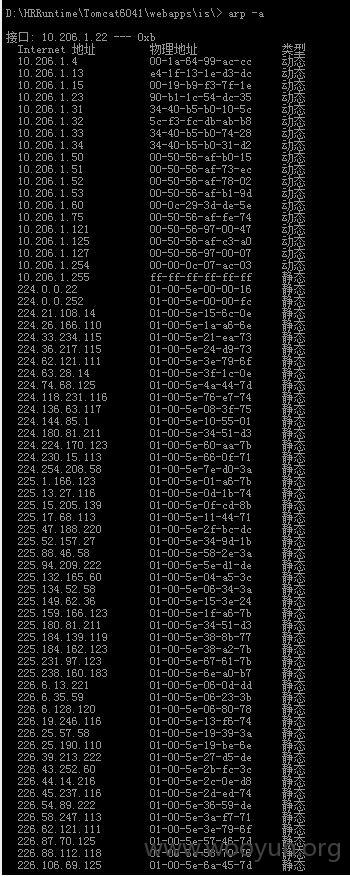 D:\HRRuntime\Tomcat6041\webapps\is\> arp -a
接口: 10.206.1.22 --- 0xb
Internet 地址 物理地址 类型
10.206.1.4 00-1a-64-99-ac-cc 动态
10.206.1.13 e4-1f-13-1e-d3-dc 动态
10.206.1.15 00-19-b9-f3-7f-1e 动态
10.206.1.23 90-b1-1c-54-dc-35 动态
10.206.1.31 34-40-b5-b0-10-5c 动态
10.206.1.32 5c-f3-fc-db-ab-b8 动态
10.206.1.33 34-40-b5-b0-74-28 动态
10.206.1.34 34-40-b5-b0-31-d2 动态
10.206.1.50 00-50-56-af-b0-15 动态
10.206.1.51 00-50-56-af-73-ec 动态
10.206.1.52 00-50-56-af-78-02 动态
10.206.1.53 00-50-56-af-b1-9d 动态
10.206.1.60 00-0c-29-3d-de-5e 动态
10.206.1.75 00-50-56-af-fe-74 动态
10.206.1.121 00-50-56-97-00-47 动态
10.206.1.125 00-50-56-af-c3-a0 动态
10.206.1.127 00-50-56-97-00-07 动态
10.206.1.254 00-00-0c-07-ac-03 动态
10.206.1.255 ff-ff-ff-ff-ff-ff 静态
224.0.0.22 01-00-5e-00-00-16 静态
224.0.0.252 01-00-5e-00-00-fc 静态
224.21.108.14 01-00-5e-15-6c-0e 静态
224.26.166.110 01-00-5e-1a-a6-6e 静态
224.33.234.115 01-00-5e-21-ea-73 静态
224.36.217.115 01-00-5e-24-d9-73 静态
224.62.121.111 01-00-5e-3e-79-6f 静态
224.63.28.14 01-00-5e-3f-1c-0e 静态
224.74.68.125 01-00-5e-4a-44-7d 静态
224.118.231.116 01-00-5e-76-e7-74 静态
224.136.63.117 01-00-5e-08-3f-75 静态
224.144.85.1 01-00-5e-10-55-01 静态
224.180.81.211 01-00-5e-34-51-d3 静态
224.224.170.123 01-00-5e-60-aa-7b 静态
224.230.15.113 01-00-5e-66-0f-71 静态
224.254.208.58 01-00-5e-7e-d0-3a 静态
225.1.166.123 01-00-5e-01-a6-7b 静态
225.13.27.116 01-00-5e-0d-1b-74 静态
225.15.205.139 01-00-5e-0f-cd-8b 静态
225.17.68.113 01-00-5e-11-44-71 静态
225.47.188.220 01-00-5e-2f-bc-dc 静态
225.52.157.27 01-00-5e-34-9d-1b 静态
225.88.46.58 01-00-5e-58-2e-3a 静态
225.94.209.222 01-00-5e-5e-d1-de 静态
225.132.165.60 01-00-5e-04-a5-3c 静态
225.134.52.58 01-00-5e-06-34-3a 静态
225.149.62.36 01-00-5e-15-3e-24 静态
225.159.166.123 01-00-5e-1f-a6-7b 静态
225.180.81.211 01-00-5e-34-51-d3 静态
225.184.139.119 01-00-5e-38-8b-77 静态
225.184.162.123 01-00-5e-38-a2-7b 静态
225.231.97.123 01-00-5e-67-61-7b 静态
225.238.160.183 01-00-5e-6e-a0-b7 静态
226.6.13.221 01-00-5e-06-0d-dd 静态
226.6.35.59 01-00-5e-06-23-3b 静态
226.6.128.120 01-00-5e-06-80-78 静态
226.19.246.116 01-00-5e-13-f6-74 静态
226.25.57.58 01-00-5e-19-39-3a 静态
226.25.190.110 01-00-5e-19-be-6e 静态
226.39.213.222 01-00-5e-27-d5-de 静态
226.43.252.60 01-00-5e-2b-fc-3c 静态
226.44.14.216 01-00-5e-2c-0e-d8 静态
226.45.237.116 01-00-5e-2d-ed-74 静态
226.54.89.222 01-00-5e-36-59-de 静态
226.58.247.113 01-00-5e-3a-f7-71 静态
226.62.121.111 01-00-5e-3e-79-6f 静态
226.87.70.125 01-00-5e-57-46-7d 静态
226.88.112.118 01-00-5e-58-70-76 静态
226.106.69.125 01-00-5e-6a-45-7d 静态
www.wooyun.org